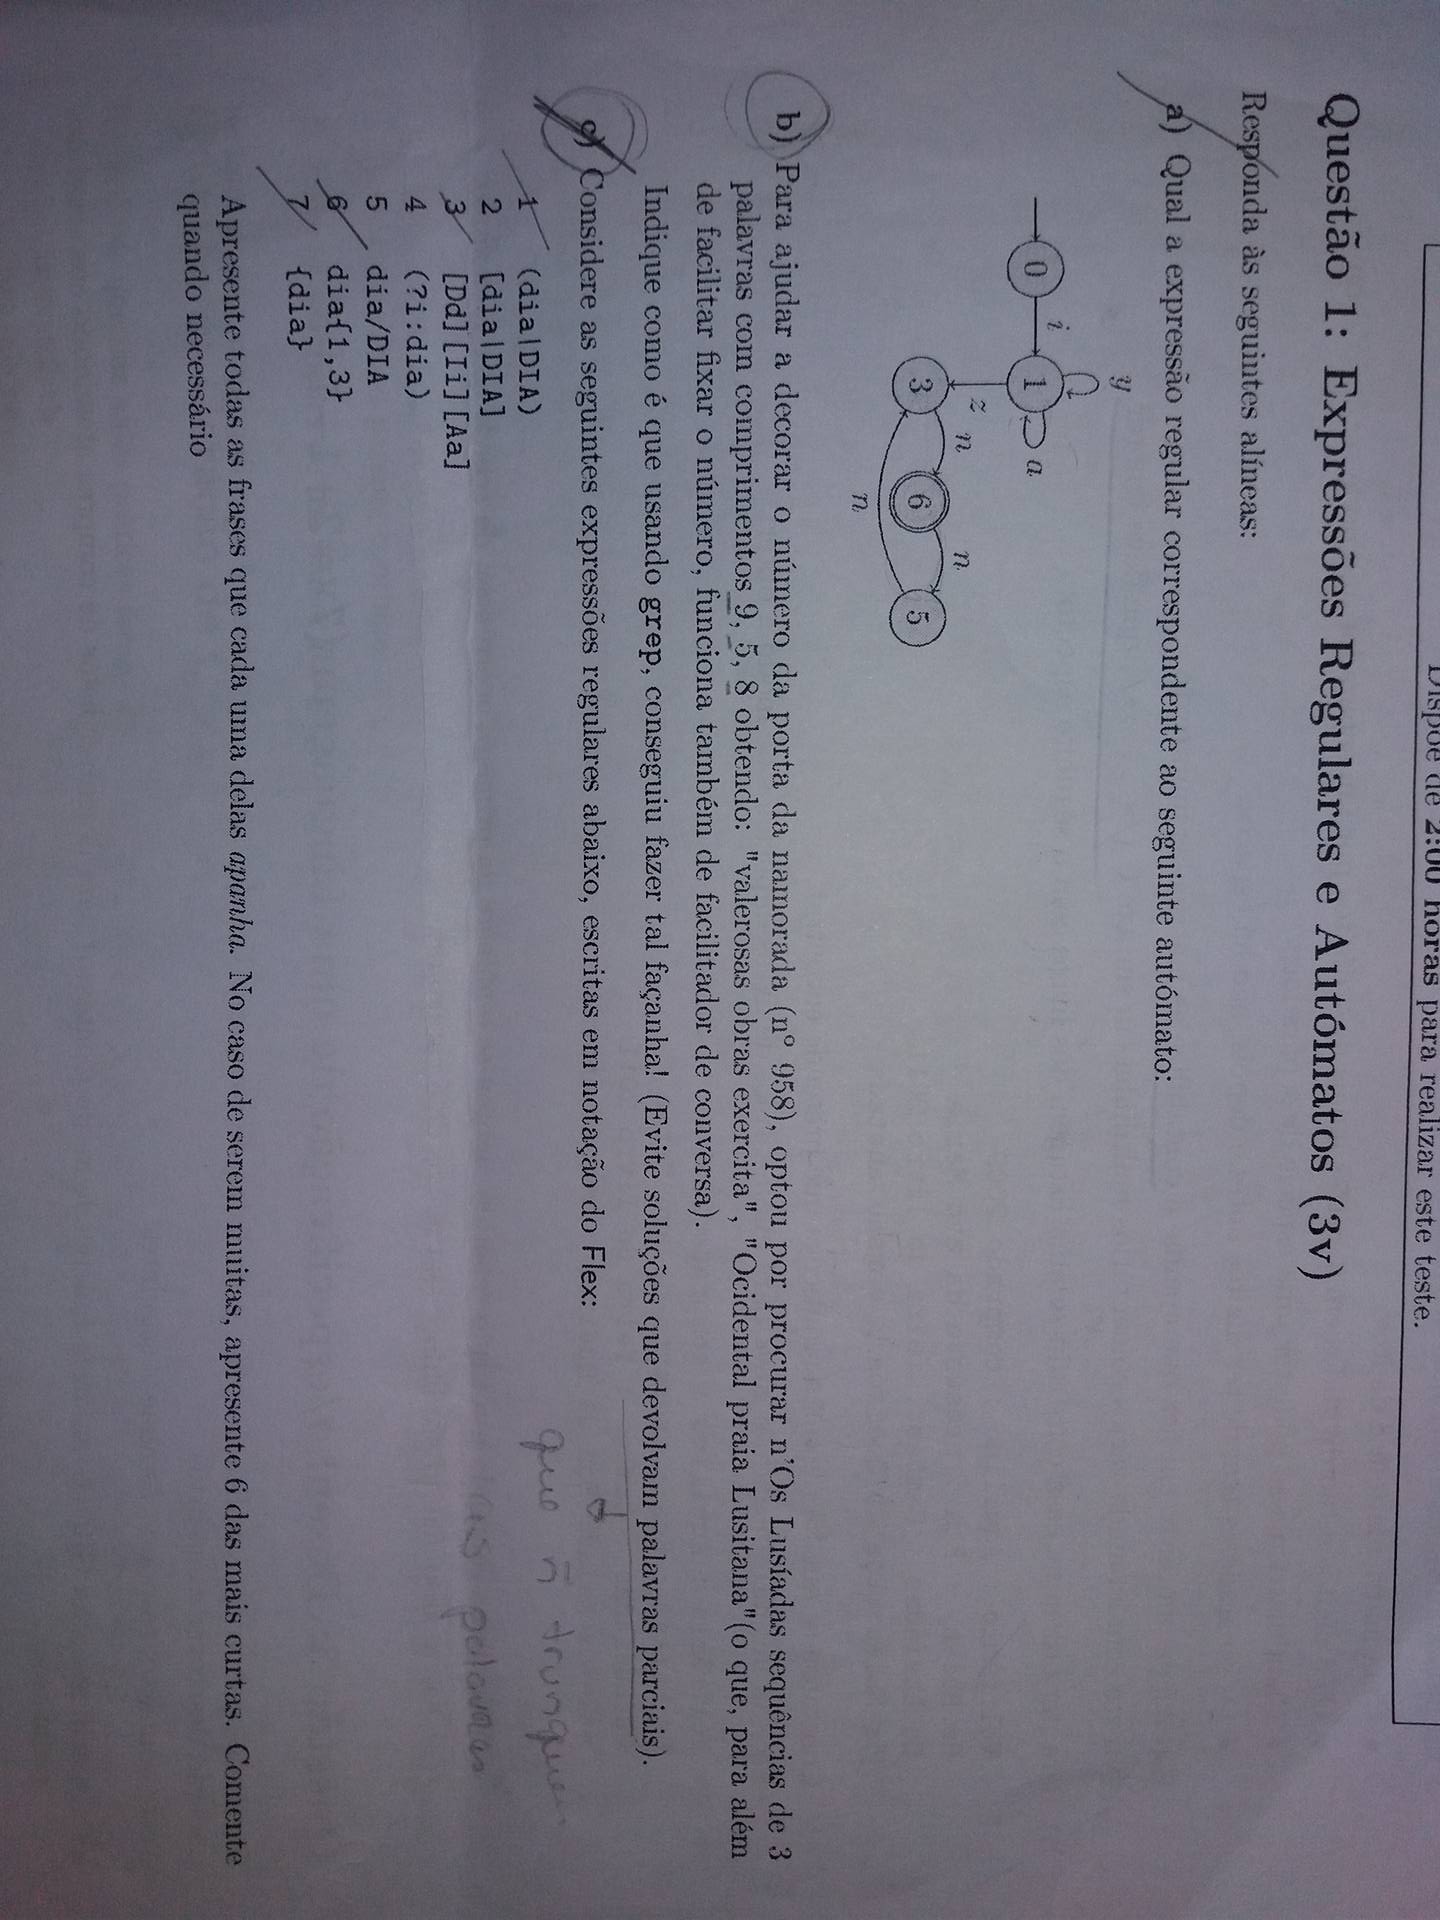 Dispõe de 2:00 horas para realizar este teste.
Questão 1: Expressões Regulares e Autómatos (3v)
Responda às seguintes alíneas:
a) Qual a expressão regular correspondente ao seguinte autómato:
y
i
0
1
a
z
n
n
3
6
5
n
b) Para ajudar a decorar o número da porta da namorada (nº 958), optou por procurar n'Os Lusíadas sequências de 3
palavras com comprimentos 9, 5, 8 obtendo: "valerosas obras exercita", "Ocidental praia Lusitana"(o que, para além
de facilitar fixar o número, funciona também de facilitador de conversa).
Indique como é que usando grep, conseguiu fazer tal façanha! (Evite soluções que devolvam palavras parciais).
c) Considere as seguintes expressões regulares abaixo, escritas em notação do Flex:
que ñ trunquem
as palavras
1 (dia|DIA)
2 [dia|DIA]
3 [Dd][Ii][Aa]
4 (?i:dia)
5 dia/DIA
6 dia{1,3}
7 {dia}
Apresente todas as frases que cada uma delas apanha. No caso de serem muitas, apresente 6 das mais curtas. Comente
quando necessário